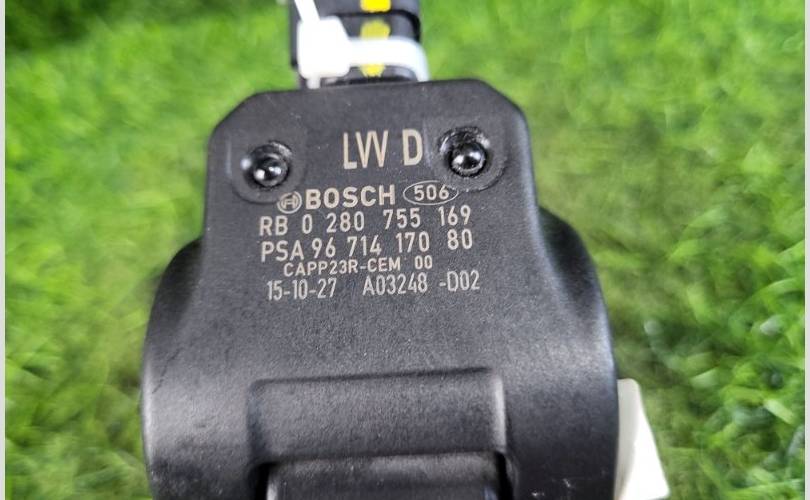 LW D
BOSCH 506
RB 0 280 755 169
PSA 96 714 170 80
CAPP23R-CEM 00
15-10-27 A03248 -D02